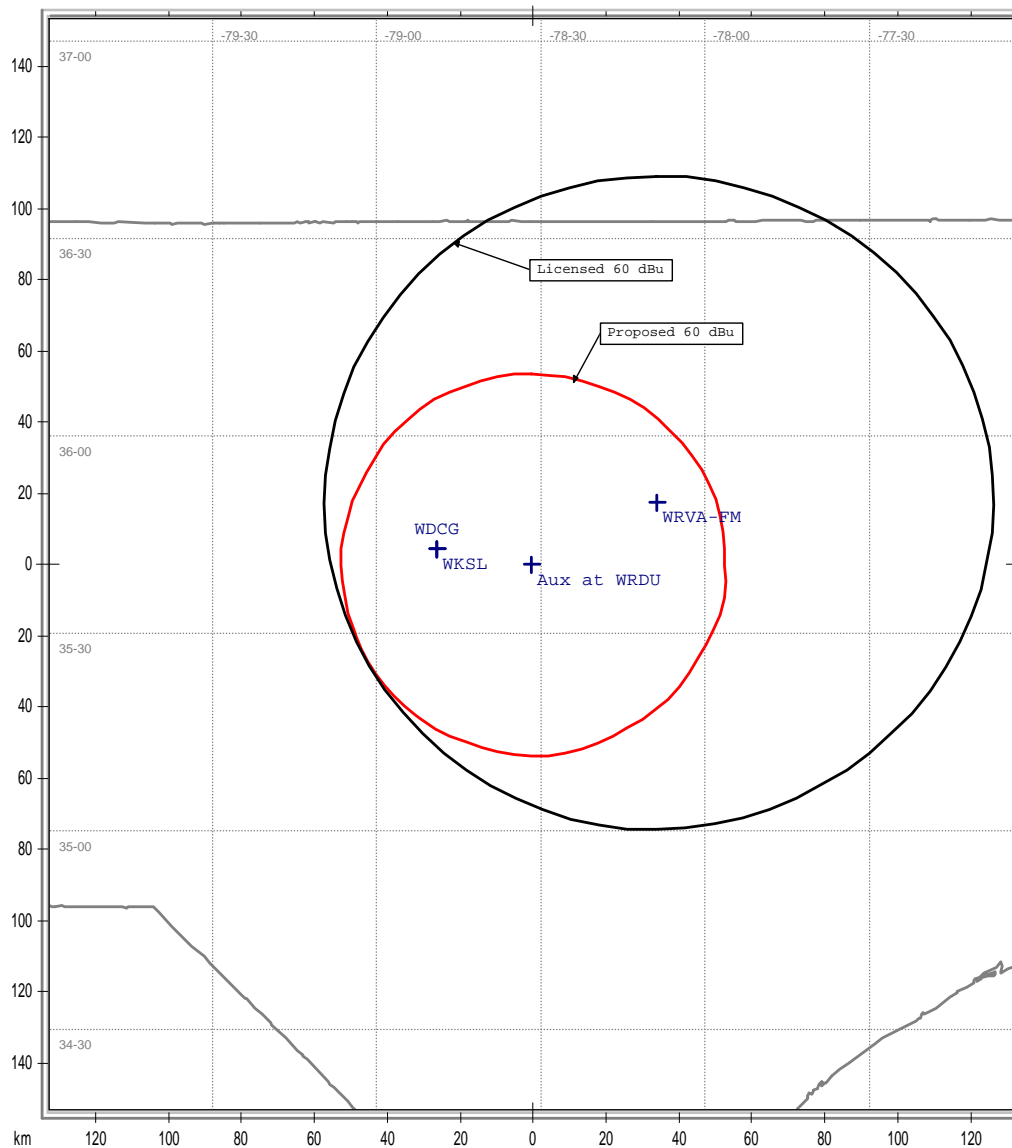 -79-30 -79-00 -78-30 -78-00 -77-30
37-00
140
120
100
36-30
Licensed 60 dBu
80
Proposed 60 dBu
60
40
36-00
20
WRVA-FM
WDCG
WKSL
0
Aux at WRDU
20
35-30
40
60
80
35-00
100
120
34-30
140
km 120 100 80 60 40 20 0 20 40 60 80 100 120